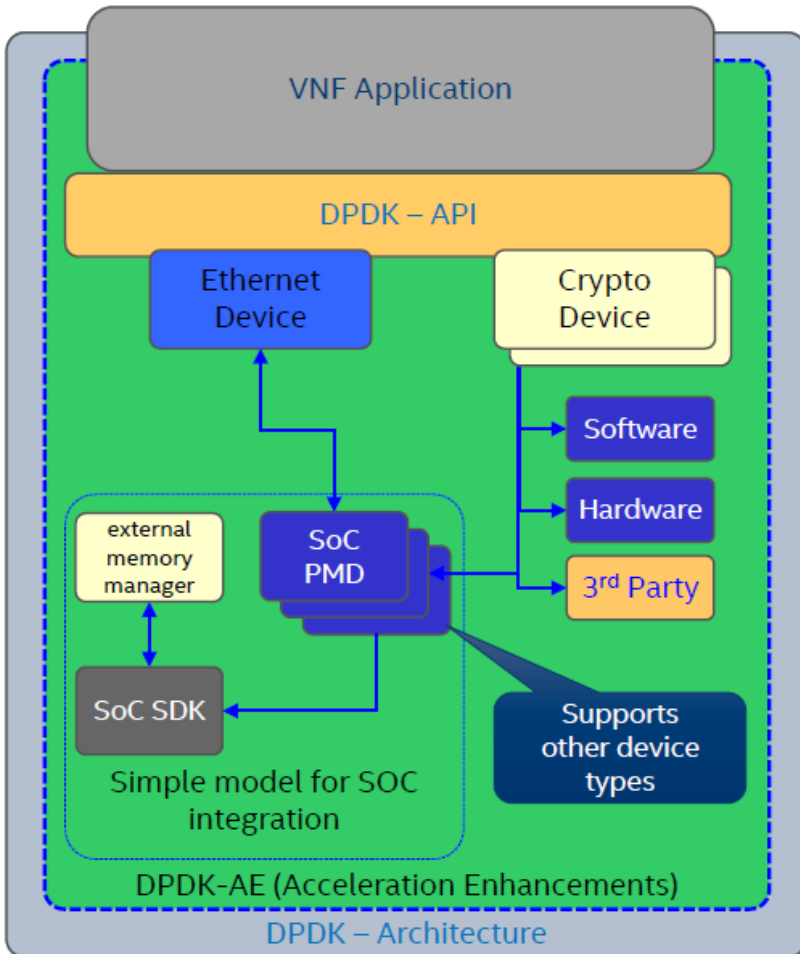 VNF Application
DPDK – API
Ethernet
Device
Crypto
Device
Software
Hardware
3rd Party
external
memory
manager
SoC
PMD
SoC SDK
Supports
other device
types
Simple model for SOC
integration
DPDK-AE (Acceleration Enhancements)
DPDK – Architecture